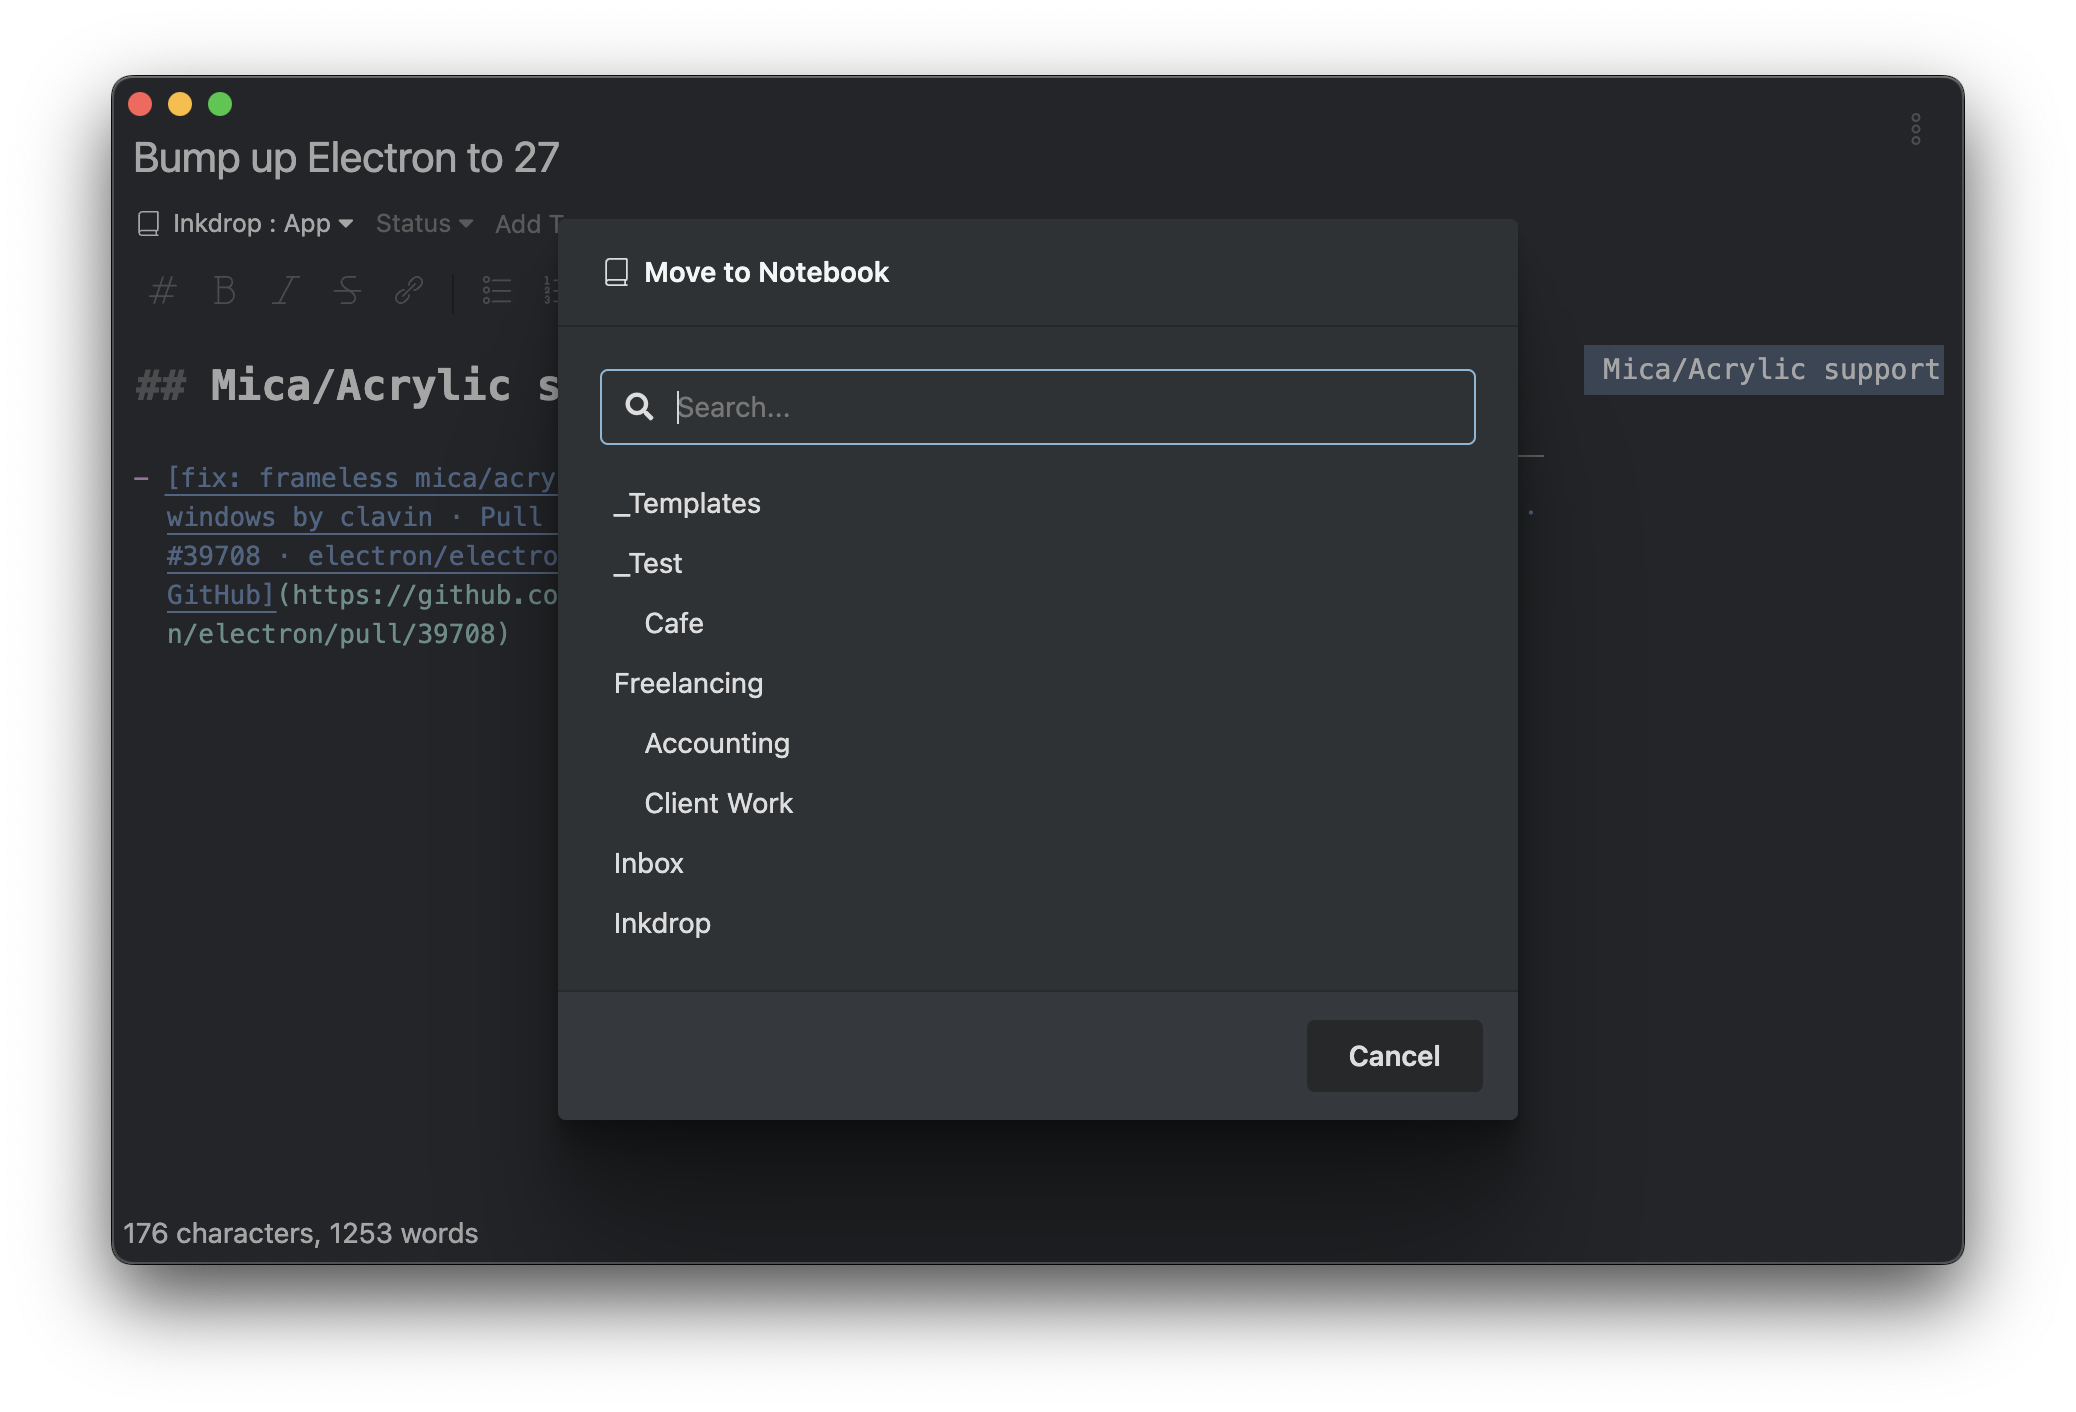 Bump up Electron to 27
Inkdrop : App Status Add T
Move to Notebook
Search...
_Templates
_Test
Cafe
Freelancing
Accounting
Client Work
Inbox
Inkdrop
Cancel
## Mica/Acrylic s
- [fix: frameless mica/acry
windows by clavin · Pull
#39708 · electron/electro
GitHub](https://github.co
n/electron/pull/39708)
Mica/Acrylic support
176 characters, 1253 words